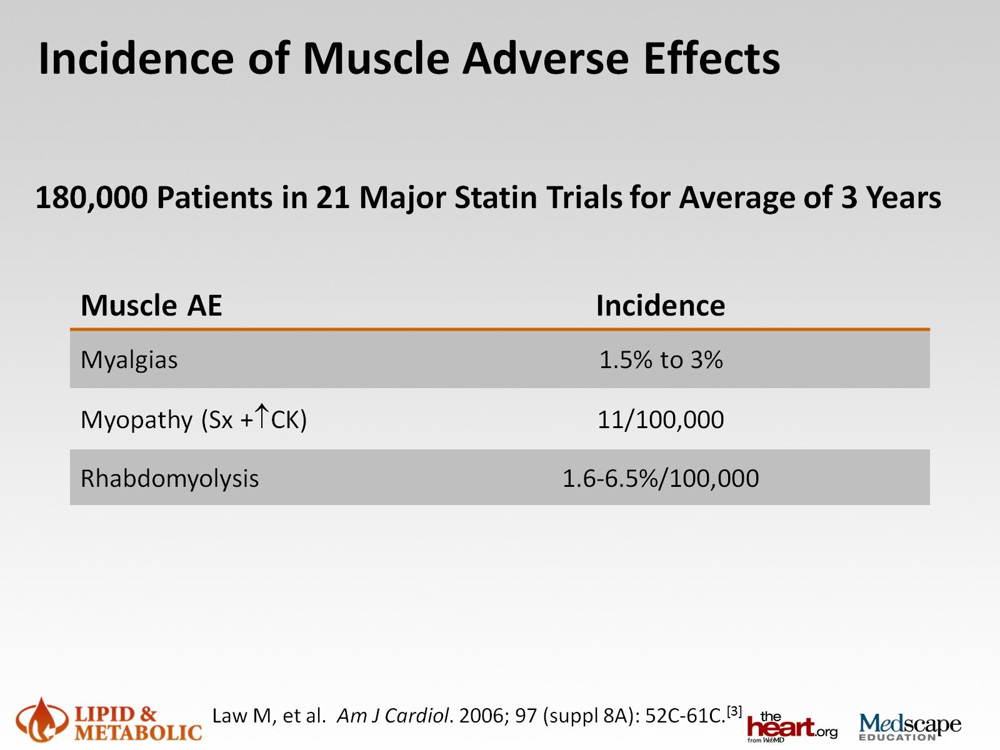 Incidence of Muscle Adverse Effects
180,000 Patients in 21 Major Statin Trials for Average of 3 Years
Muscle AE Incidence
Myalgias 1.5% to 3%
Myopathy (Sx +↑CK) 11/100,000
Rhabdomyolysis 1.6-6.5%/100,000
LIPID &
METABOLIC
Law M, et al. Am J Cardiol. 2006; 97 (suppl 8A): 52C-61C.[3]
the
heart.org
from WebMD
Medscape
EDUCATION